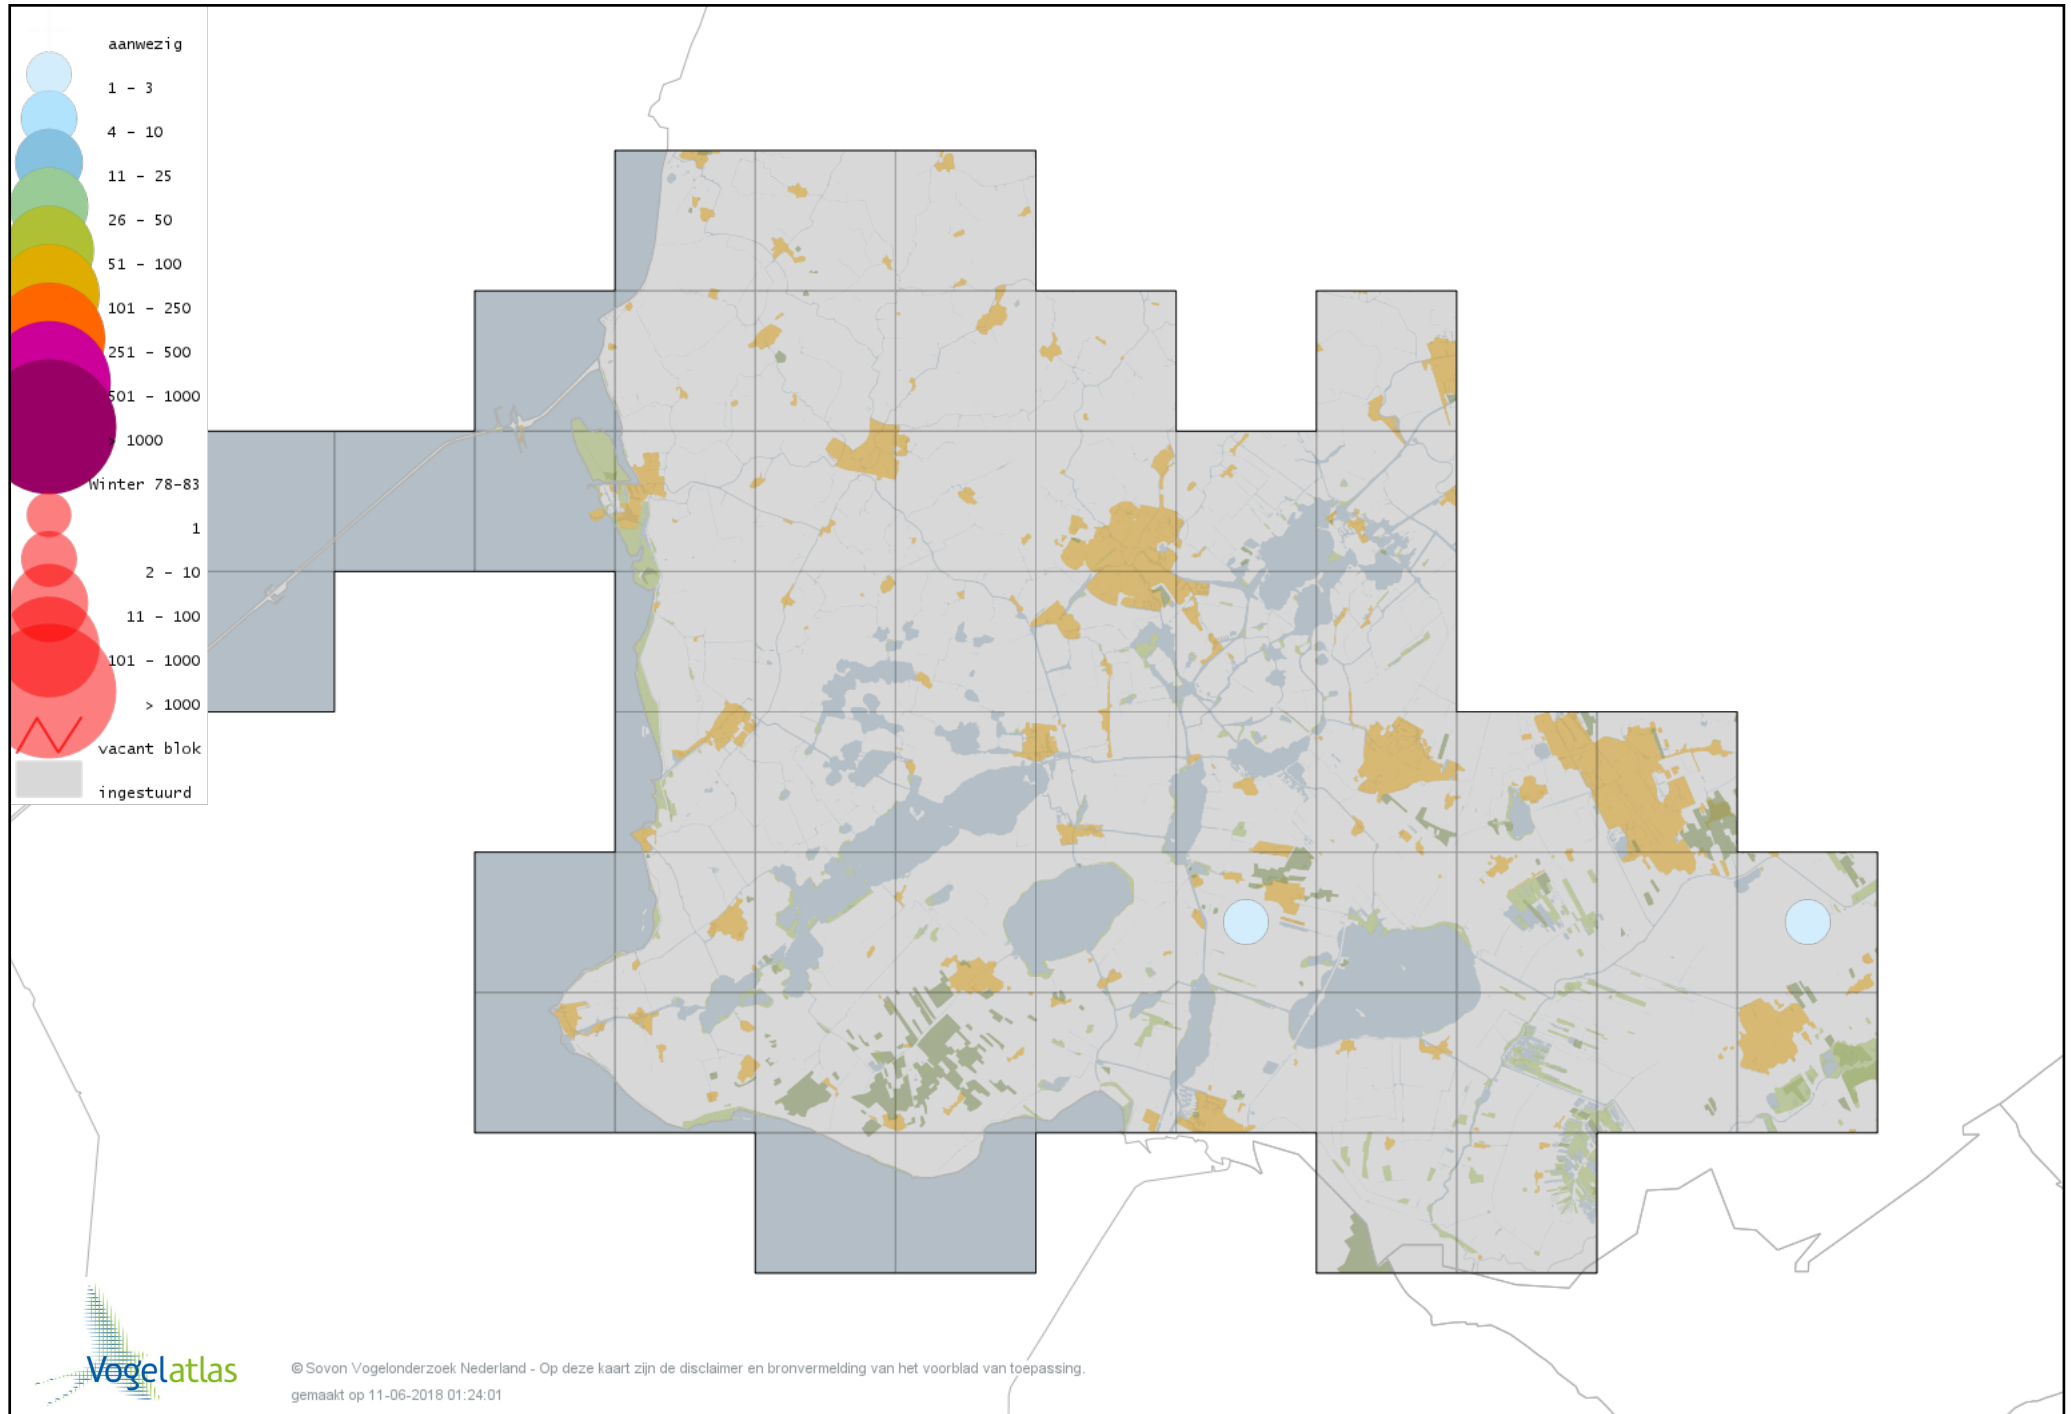 aanwezig
1 – 3
4 – 10
11 – 25
26 – 50
51 – 100
101 – 250
251 – 500
501 – 1000
> 1000
Winter 78-83
1
2 – 10
11 – 100
101 – 1000
> 1000
vacant blok
ingestuurd
Vogelatlas
© Sovon Vogelonderzoek Nederland - Op deze kaart zijn de disclaimer en bronvermelding van het voorblad van toepassing.
gemaakt op 11-06-2018 01:24:01